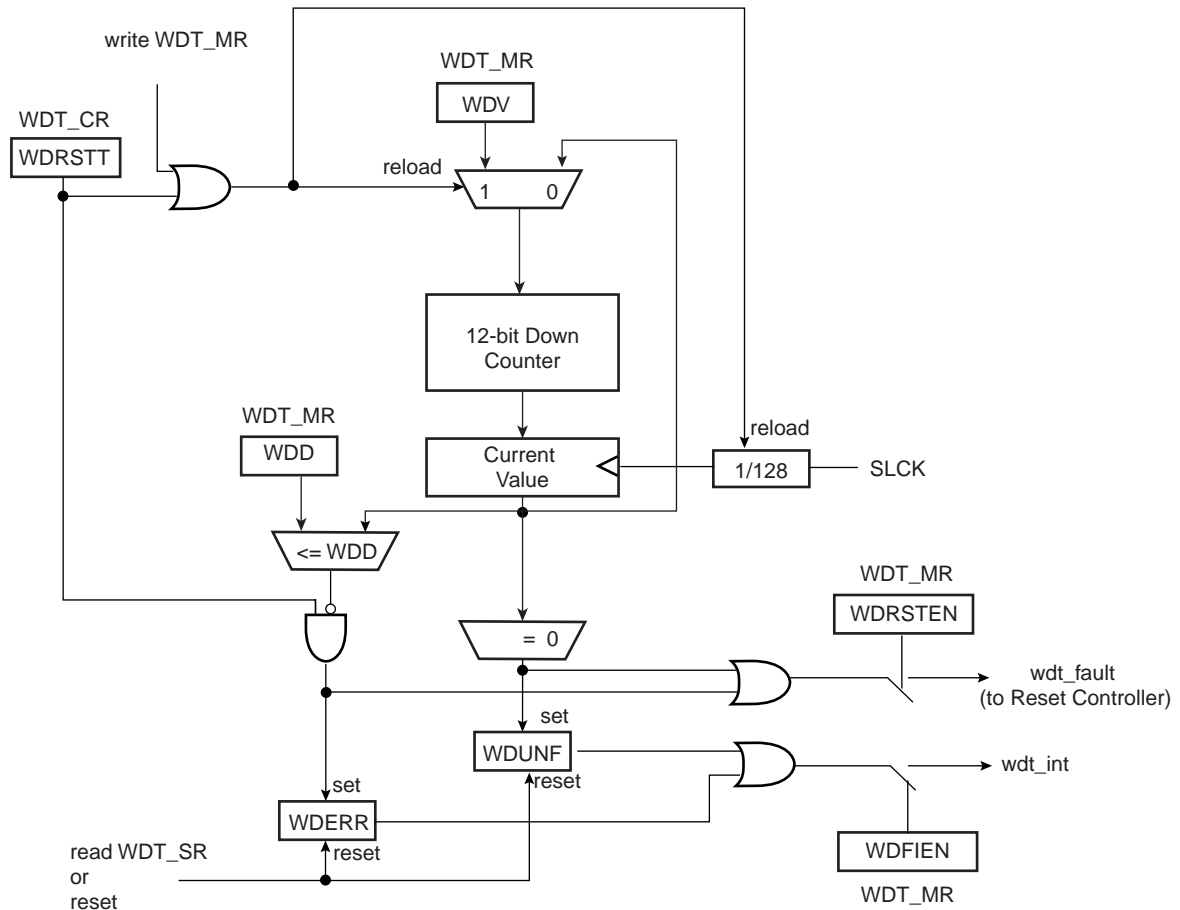 write WDT_MR
WDT_MR
WDV
WDT_CR
WDRSTT
reload
1 0
12-bit Down
Counter
WDT_MR
WDD
Current
Value
reload
1/128
SLCK
<= WDD
WDT_MR
WDRSTEN
= 0
wdt_fault
(to Reset Controller)
set
WDUNF
reset
wdt_int
set
WDERR
reset
WDFIEN
WDT_MR
read WDT_SR
or
reset